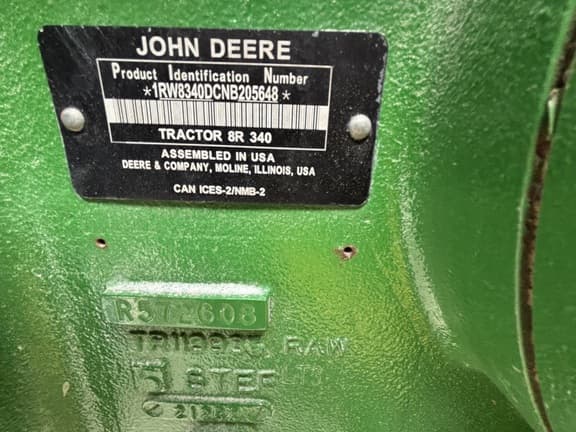 JOHN DEERE
Product Identification Number
*1RW8340DCNB205648*
TRACTOR 8R 340
ASSEMBLED IN USA
DEERE & COMPANY, MOLINE, ILLINOIS, USA
CAN ICES-2/NMB-2
R572608
RAW